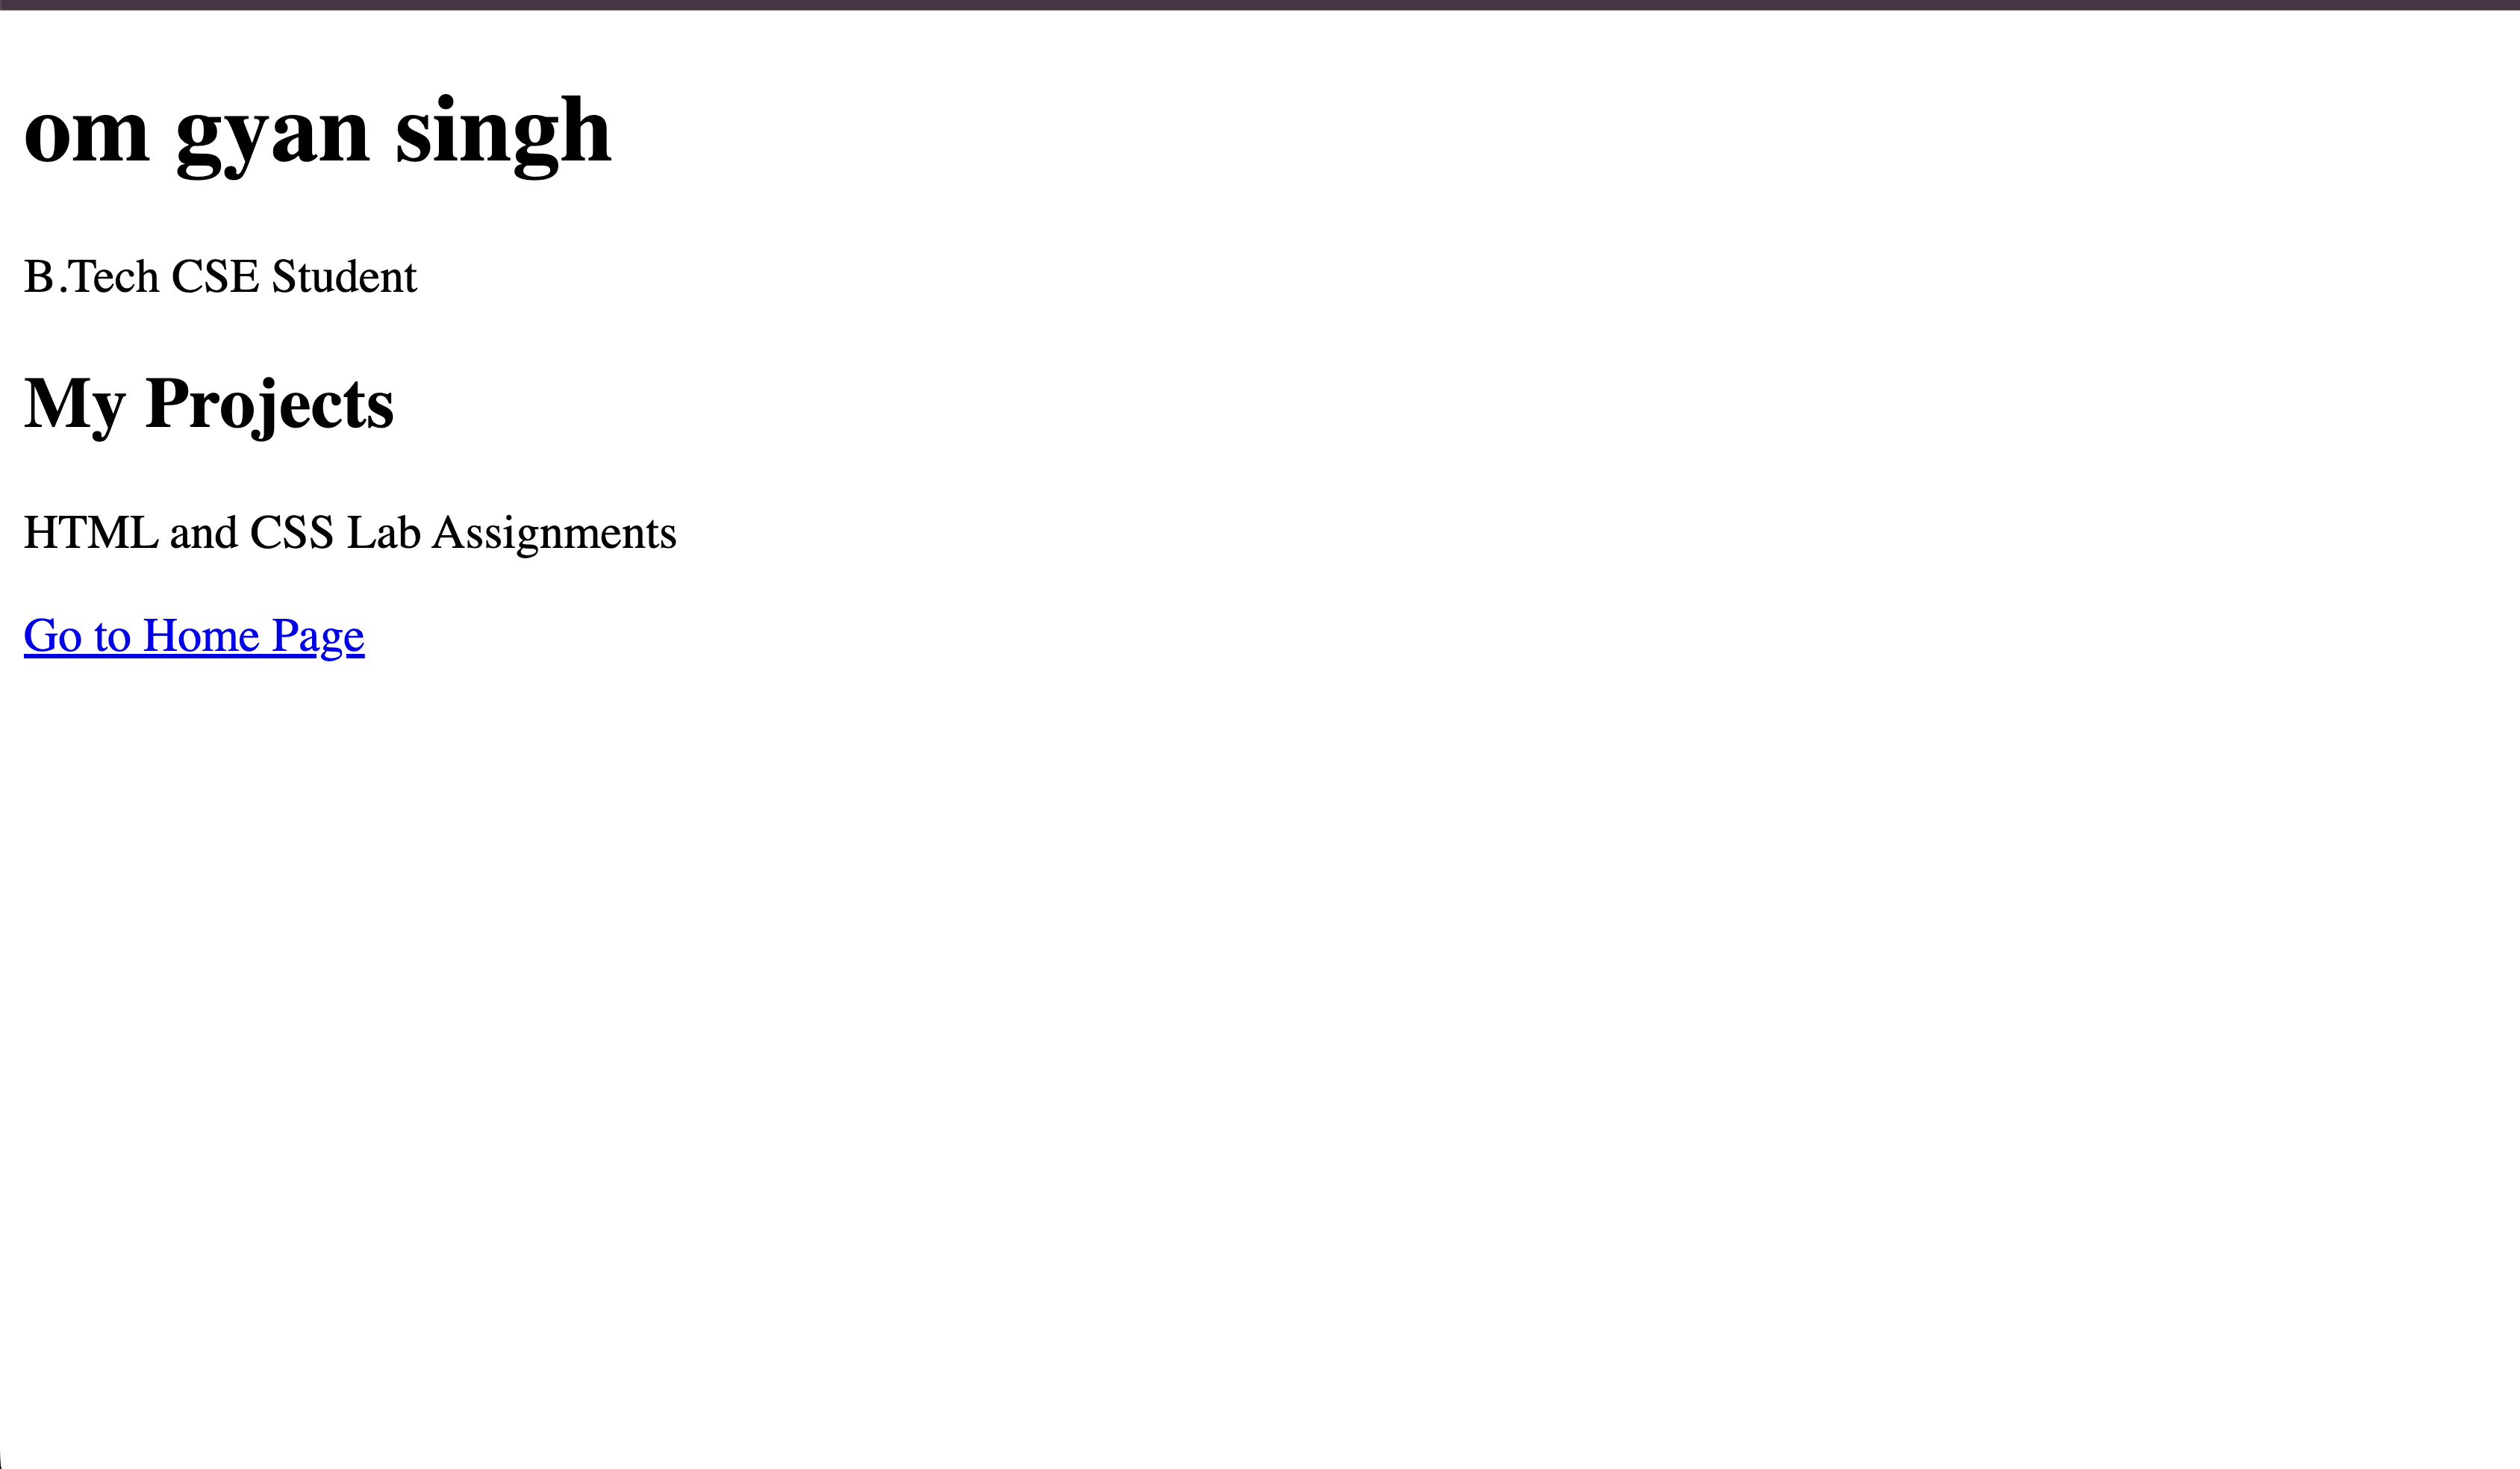 om gyan singh
B.Tech CSE Student
My Projects
HTML and CSS Lab Assignments
Go to Home Page